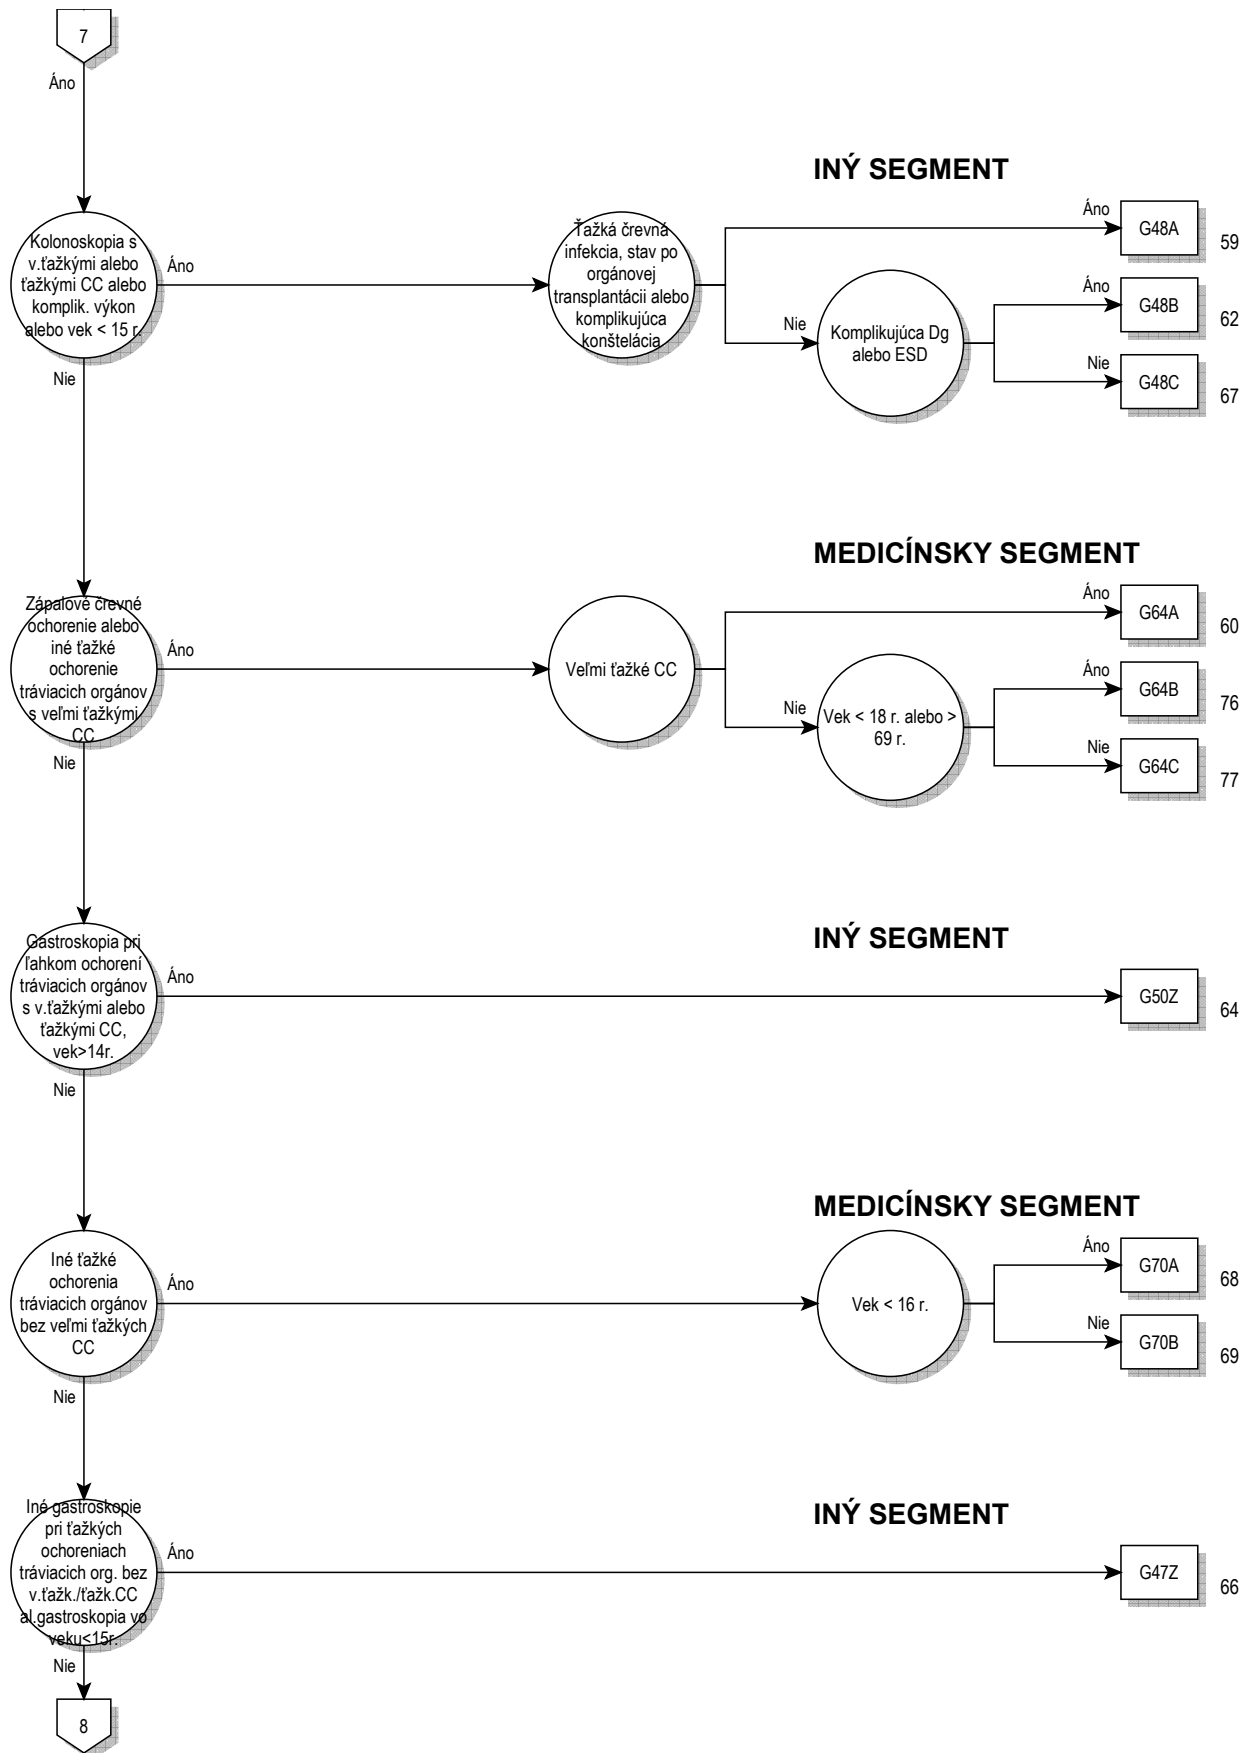 7
Áno
INÝ SEGMENT
Kolonoskopia s
v.ťažkými alebo
ťažkými CC alebo
komplik. výkon
alebo vek < 15 r.
Áno
Ťažká črevná
infekcia, stav po
orgánovej
transplantácii alebo
komplikujúca
konštelácia
Áno
G48A
59
Nie
Komplikujúca Dg
alebo ESD
Áno
G48B
62
Nie
G48C
67
Nie
MEDICÍNSKY SEGMENT
Zápalové črevné
ochorenie alebo
iné ťažké
ochorenie
tráviacich orgánov
s veľmi ťažkými
CC
Áno
Veľmi ťažké CC
Áno
G64A
60
Nie
Vek < 18 r. alebo >
69 r.
Áno
G64B
76
Nie
G64C
77
Nie
INÝ SEGMENT
Gastroskopia pri
ľahkom ochorení
tráviacich orgánov
s v.ťažkými alebo
ťažkými CC,
vek>14r.
Áno
G50Z
64
Nie
MEDICÍNSKY SEGMENT
Iné ťažké
ochorenia
tráviacich orgánov
bez veľmi ťažkých
CC
Áno
Vek < 16 r.
Áno
G70A
68
Nie
G70B
69
Nie
INÝ SEGMENT
Iné gastroskopie
pri ťažkých
ochoreniach
tráviacich org. bez
v.ťažk./ťažk.CC
al.gastroskopia vo
veku<15r.
Áno
G47Z
66
Nie
8